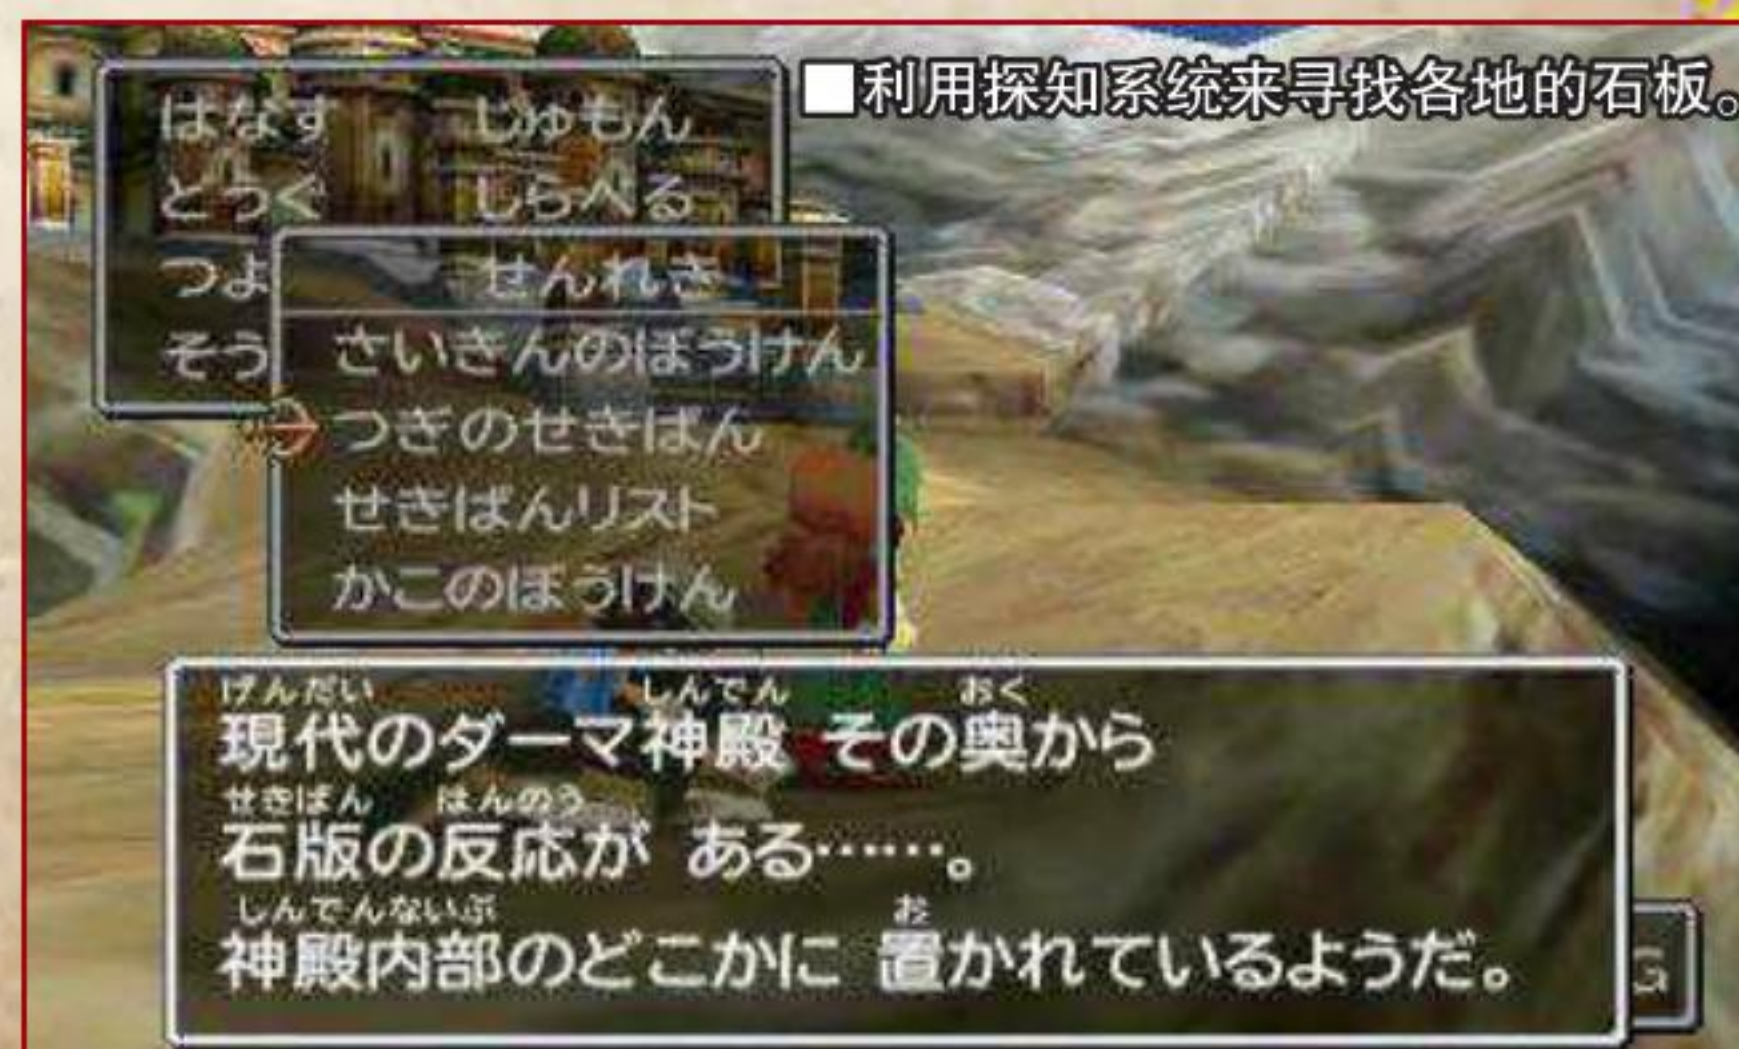 ■利用探知系统来寻找各地的石板。
はなす じゅもん
どうぐ しらべる
つよ
そう
せんれき
さいきんのぼうけん
つぎのせきばん
せきばんリスト
かこのぼうけん
げんだい しんでん おく
現代のダーマ神殿 その奥から
せきばん はんのう
石版の反応が ある……。
しんでんないぶ お
神殿内部のどこかに 置かれているようだ。
G